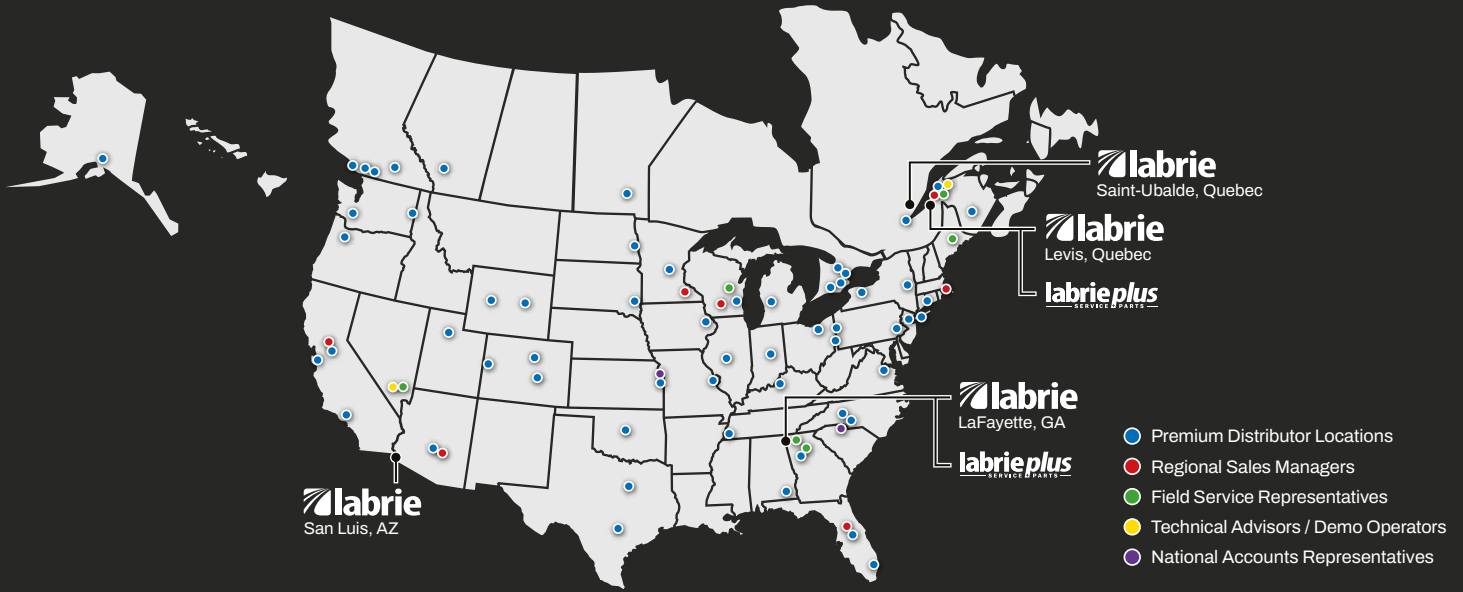 labrie
Saint-Ubalde, Quebec
labrie
Levis, Quebec
labrieplus
SERVICE PARTS
labrie
LaFayette, GA
labrieplus
SERVICE PARTS
labrie
San Luis, AZ
Premium Distributor Locations
Regional Sales Managers
Field Service Representatives
Technical Advisors / Demo Operators
National Accounts Representatives